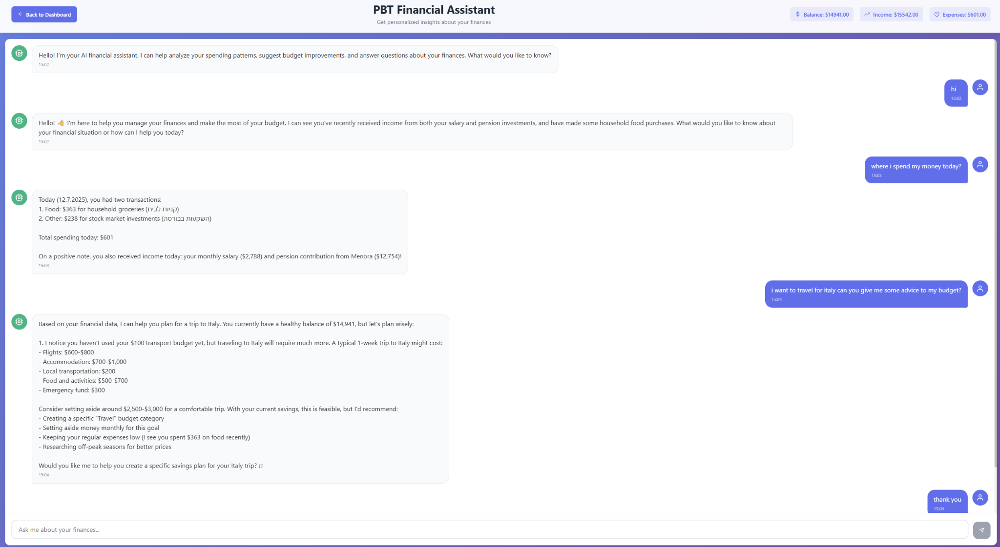 Back to Dashboard
PBT Financial Assistant
Get personalized insights about your finances
Balance: $14941.00
Income: $15542.00
Expenses: $601.00
Hello! I'm your AI financial assistant. I can help analyze your spending patterns, suggest budget improvements, and answer questions about your finances. What would you like to know?
15:02
hi
15:02
Hello! 👋 I'm here to help you manage your finances and make the most of your budget. I can see you've recently received income from both your salary and pension investments, and have made some household food purchases. What would you like to know about
your financial situation or how can I help you today?
15:02
where i spend my money today?
15:03
Today (12.7.2025), you had two transactions:
1. Food: $363 for household groceries (קניות לבית)
2. Other: $238 for stock market investments (השקעות בבורסה)
Total spending today: $601
On a positive note, you also received income today: your monthly salary ($2,788) and pension contribution from Menora ($12,754)!
15:03
i want to travel for italy can you give me some advice to my budget?
15:04
Based on your financial data, I can help you plan for a trip to Italy. You currently have a healthy balance of $14,941, but let's plan wisely:
1. I notice you haven't used your $100 transport budget yet, but traveling to Italy will require much more. A typical 1-week trip to Italy might cost:
- Flights: $600-$800
- Accommodation: $700-$1,000
- Local transportation: $200
- Food and activities: $500-$700
- Emergency fund: $300
Consider setting aside around $2,500-$3,000 for a comfortable trip. With your current savings, this is feasible, but I'd recommend:
- Creating a specific "Travel" budget category
- Setting aside money monthly for this goal
- Keeping your regular expenses low (I see you spent $363 on food recently)
- Researching off-peak seasons for better prices
Would you like me to help you create a specific savings plan for your Italy trip? IT
15:04
thank you
15:04
Ask me about your finances...